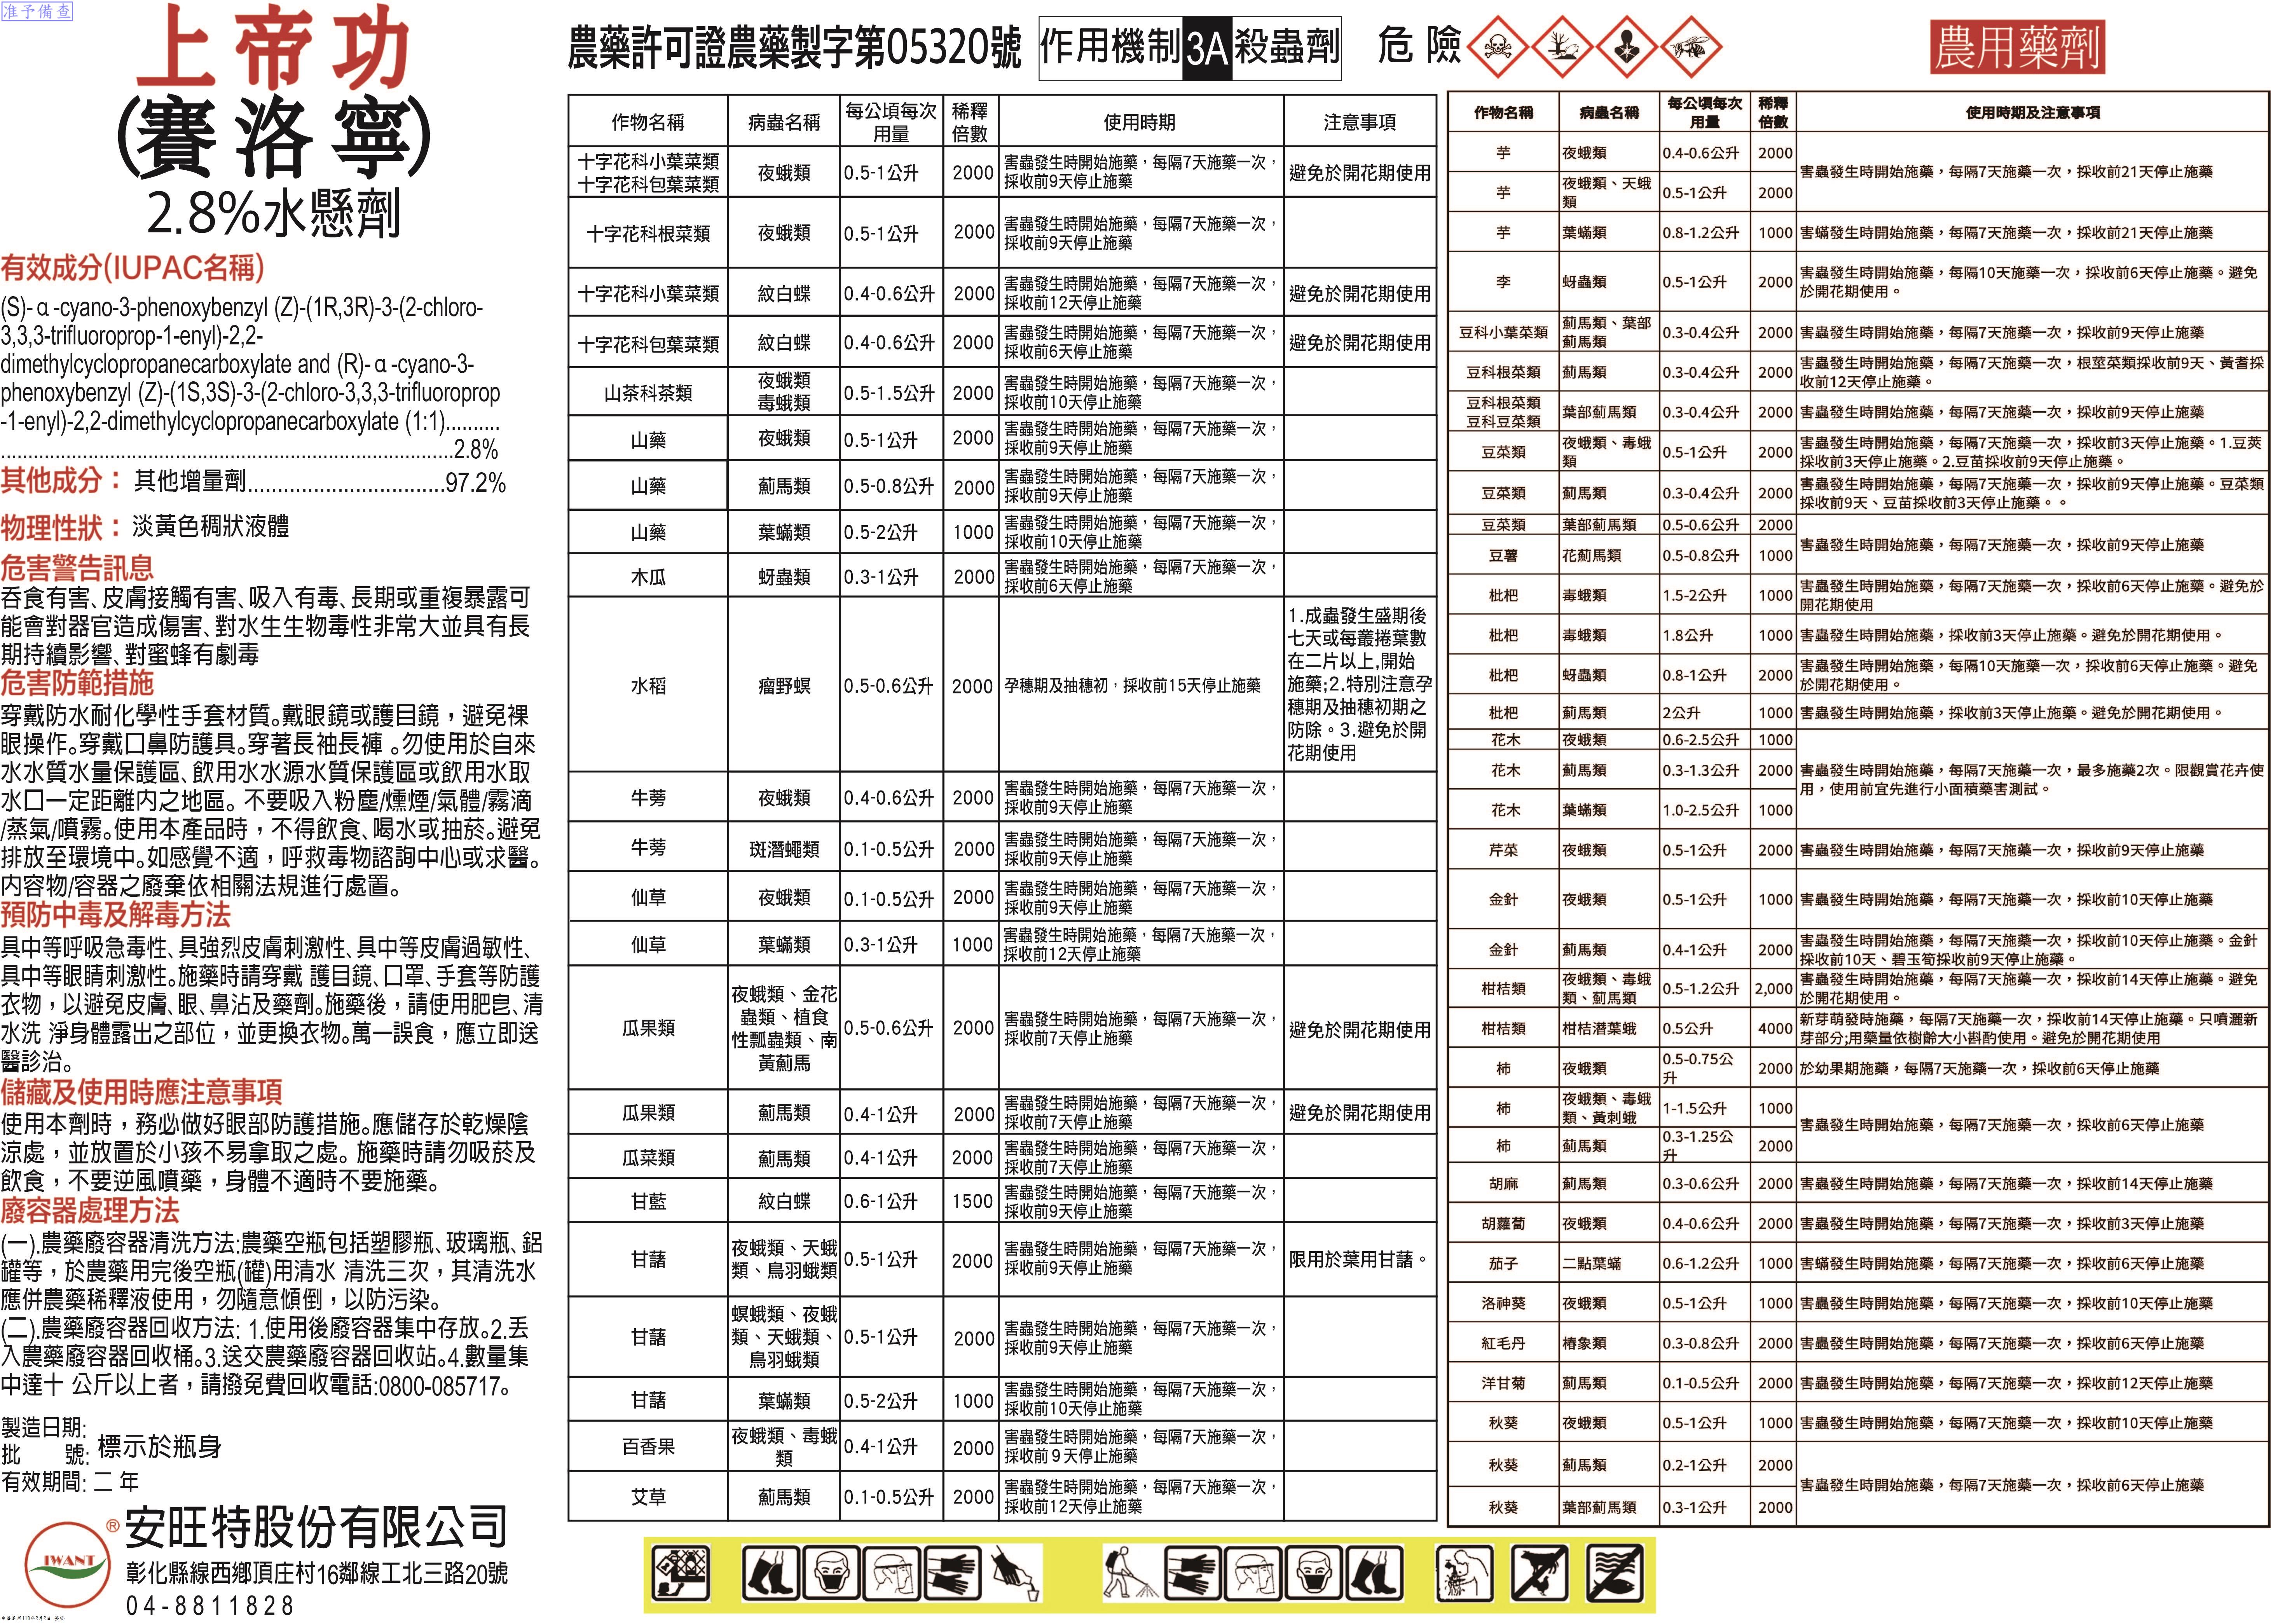 准予備查
上帝功
(賽洛寧)
2.8%水懸劑
有效成分(IUPAC名稱)
(S)-α-cyano-3-phenoxybenzyl (Z)-(1R,3R)-3-(2-chloro-
3,3,3-trifluoroprop-1-enyl)-2,2-
dimethylcyclopropanecarboxylate and (R)-α-cyano-3-
phenoxybenzyl (Z)-(1S,3S)-3-(2-chloro-3,3,3-trifluoroprop
-1-enyl)-2,2-dimethylcyclopropanecarboxylate (1:1)..........
....................................................................................2.8%
其他成分： 其他增量劑.................................97.2%
物理性狀： 淡黃色稠狀液體
危害警告訊息
吞食有害、皮膚接觸有害、吸入有毒、長期或重複暴露可
能會對器官造成傷害、對水生生物毒性非常大並具有長
期持續影響、對蜜蜂有劇毒
危害防範措施
穿戴防水耐化學性手套材質。戴眼鏡或護目鏡，避免裸
眼操作。穿戴口鼻防護具。穿著長袖長褲 。勿使用於自來
水水質水量保護區、飲用水水源水質保護區或飲用水取
水口一定距離內之地區。 不要吸入粉塵/燻煙/氣體/霧滴
/蒸氣/噴霧。使用本產品時，不得飲食、喝水或抽菸。避免
排放至環境中。如感覺不適，呼救毒物諮詢中心或求醫。
內容物/容器之廢棄依相關法規進行處置。
預防中毒及解毒方法
具中等呼吸急毒性、具強烈皮膚刺激性、具中等皮膚過敏性、
具中等眼睛刺激性。施藥時請穿戴 護目鏡、口罩、手套等防護
衣物，以避免皮膚、眼、鼻沾及藥劑。施藥後，請使用肥皂、清
水洗 淨身體露出之部位，並更換衣物。萬一誤食，應立即送
醫診治。
儲藏及使用時應注意事項
使用本劑時，務必做好眼部防護措施。應儲存於乾燥陰
涼處，並放置於小孩不易拿取之處。 施藥時請勿吸菸及
飲食，不要逆風噴藥，身體不適時不要施藥。
廢容器處理方法
(一).農藥廢容器清洗方法:農藥空瓶包括塑膠瓶、玻璃瓶、鋁
罐等，於農藥用完後空瓶(罐)用清水 清洗三次，其清洗水
應併農藥稀釋液使用，勿隨意傾倒，以防污染。
(二).農藥廢容器回收方法: 1.使用後廢容器集中存放。2.丟
入農藥廢容器回收桶。3.送交農藥廢容器回收站。4.數量集
中達十 公斤以上者，請撥免費回收電話:0800-085717。
製造日期:
批 號: 標示於瓶身
有效期間: 二 年
IWANT ® 安旺特股份有限公司
彰化縣線西鄉頂庄村16鄰線工北三路20號
04-8811828
農藥許可證農藥製字第05320號 作用機制 3A 殺蟲劑 危險 農用藥劑
作物名稱 病蟲名稱 每公頃每次用量 稀釋倍數 使用時期 注意事項
十字花科小葉菜類 十字花科包葉菜類 夜蛾類 0.5-1公升 2000 害蟲發生時開始施藥，每隔7天施藥一次，採收前9天停止施藥 避免於開花期使用
十字花科根菜類 夜蛾類 0.5-1公升 2000 害蟲發生時開始施藥，每隔7天施藥一次，採收前9天停止施藥
十字花科小葉菜類 紋白蝶 0.4-0.6公升 2000 害蟲發生時開始施藥，每隔7天施藥一次，採收前12天停止施藥 避免於開花期使用
十字花科包葉菜類 紋白蝶 0.4-0.6公升 2000 害蟲發生時開始施藥，每隔7天施藥一次，採收前6天停止施藥 避免於開花期使用
山茶科茶類 夜蛾類 毒蛾類 0.5-1.5公升 2000 害蟲發生時開始施藥，每隔7天施藥一次，採收前10天停止施藥
山藥 夜蛾類 0.5-1公升 2000 害蟲發生時開始施藥，每隔7天施藥一次，採收前9天停止施藥
山藥 薊馬類 0.5-0.8公升 2000 害蟲發生時開始施藥，每隔7天施藥一次，採收前9天停止施藥
山藥 葉蟎類 0.5-2公升 1000 害蟲發生時開始施藥，每隔7天施藥一次，採收前10天停止施藥
木瓜 蚜蟲類 0.3-1公升 2000 害蟲發生時開始施藥，每隔7天施藥一次，採收前6天停止施藥
水稻 瘤野螟 0.5-0.6公升 2000 孕穗期及抽穗初，採收前15天停止施藥 1.成蟲發生盛期後七天或每叢捲葉數在二片以上,開始施藥;2.特別注意孕穗期及抽穗初期之防除。3.避免於開花期使用
牛蒡 夜蛾類 0.4-0.6公升 2000 害蟲發生時開始施藥，每隔7天施藥一次，採收前9天停止施藥
牛蒡 斑潛蠅類 0.1-0.5公升 2000 害蟲發生時開始施藥，每隔7天施藥一次，採收前9天停止施藥
仙草 夜蛾類 0.1-0.5公升 2000 害蟲發生時開始施藥，每隔7天施藥一次，採收前9天停止施藥
仙草 葉蟎類 0.3-1公升 1000 害蟲發生時開始施藥，每隔7天施藥一次，採收前12天停止施藥
瓜果類 夜蛾類、金花蟲類、植食性瓢蟲類、南黃薊馬 0.5-0.6公升 2000 害蟲發生時開始施藥，每隔7天施藥一次，採收前7天停止施藥 避免於開花期使用
瓜果類 薊馬類 0.4-1公升 2000 害蟲發生時開始施藥，每隔7天施藥一次，採收前7天停止施藥 避免於開花期使用
瓜菜類 薊馬類 0.4-1公升 2000 害蟲發生時開始施藥，每隔7天施藥一次，採收前7天停止施藥
甘藍 紋白蝶 0.6-1公升 1500 害蟲發生時開始施藥，每隔7天施藥一次，採收前9天停止施藥
甘藷 夜蛾類、天蛾類、鳥羽蛾類 0.5-1公升 2000 害蟲發生時開始施藥，每隔7天施藥一次，採收前9天停止施藥 限用於葉用甘藷。
甘藷 螟蛾類、夜蛾類、天蛾類、鳥羽蛾類 0.5-1公升 2000 害蟲發生時開始施藥，每隔7天施藥一次，採收前9天停止施藥
甘藷 葉蟎類 0.5-2公升 1000 害蟲發生時開始施藥，每隔7天施藥一次，採收前10天停止施藥
百香果 夜蛾類、毒蛾類 0.4-1公升 2000 害蟲發生時開始施藥，每隔7天施藥一次，採收前 9 天停止施藥
艾草 薊馬類 0.1-0.5公升 2000 害蟲發生時開始施藥，每隔7天施藥一次，採收前12天停止施藥
作物名稱 病蟲名稱 每公頃每次用量 稀釋倍數 使用時期及注意事項
芋 夜蛾類 0.4-0.6公升 2000 害蟲發生時開始施藥，每隔7天施藥一次，採收前21天停止施藥
芋 夜蛾類、天蛾類 0.5-1公升 2000
芋 葉蟎類 0.8-1.2公升 1000 害蟎發生時開始施藥，每隔7天施藥一次，採收前21天停止施藥
李 蚜蟲類 0.5-1公升 2000 害蟲發生時開始施藥，每隔10天施藥一次，採收前6天停止施藥。避免於開花期使用。
豆科小葉菜類 薊馬類、葉部薊馬類 0.3-0.4公升 2000 害蟲發生時開始施藥，每隔7天施藥一次，採收前9天停止施藥
豆科根菜類 薊馬類 0.3-0.4公升 2000 害蟲發生時開始施藥，每隔7天施藥一次，根莖菜類採收前9天、黃耆採收前12天停止施藥。
豆科根菜類 豆科豆菜類 葉部薊馬類 0.3-0.4公升 2000 害蟲發生時開始施藥，每隔7天施藥一次，採收前9天停止施藥
豆菜類 夜蛾類、毒蛾類 0.5-1公升 2000 害蟲發生時開始施藥，每隔7天施藥一次，採收前3天停止施藥。1.豆莢採收前3天停止施藥。2.豆苗採收前9天停止施藥。
豆菜類 薊馬類 0.3-0.4公升 2000 害蟲發生時開始施藥，每隔7天施藥一次，採收前9天停止施藥。豆菜類採收前9天、豆苗採收前3天停止施藥。。
豆菜類 葉部薊馬類 0.5-0.6公升 2000 害蟲發生時開始施藥，每隔7天施藥一次，採收前9天停止施藥
豆薯 花薊馬類 0.5-0.8公升 1000
枇杷 毒蛾類 1.5-2公升 1000 害蟲發生時開始施藥，每隔7天施藥一次，採收前6天停止施藥。避免於開花期使用
枇杷 毒蛾類 1.8公升 1000 害蟲發生時開始施藥，採收前3天停止施藥。避免於開花期使用。
枇杷 蚜蟲類 0.8-1公升 2000 害蟲發生時開始施藥，每隔10天施藥一次，採收前6天停止施藥。避免於開花期使用。
枇杷 薊馬類 2公升 1000 害蟲發生時開始施藥，採收前3天停止施藥。避免於開花期使用。
花木 夜蛾類 0.6-2.5公升 1000
花木 薊馬類 0.3-1.3公升 2000 害蟲發生時開始施藥，每隔7天施藥一次，最多施藥2次。限觀賞花卉使用，使用前宜先進行小面積藥害測試。
花木 葉蟎類 1.0-2.5公升 1000
芹菜 夜蛾類 0.5-1公升 2000 害蟲發生時開始施藥，每隔7天施藥一次，採收前9天停止施藥
金針 夜蛾類 0.5-1公升 1000 害蟲發生時開始施藥，每隔7天施藥一次，採收前10天停止施藥
金針 薊馬類 0.4-1公升 2000 害蟲發生時開始施藥，每隔7天施藥一次，採收前10天停止施藥。金針採收前10天、碧玉筍採收前9天停止施藥。
柑桔類 夜蛾類、毒蛾類、薊馬類 0.5-1.2公升 2,000 害蟲發生時開始施藥，每隔7天施藥一次，採收前14天停止施藥。避免於開花期使用。
柑桔類 柑桔潛葉蛾 0.5公升 4000 新芽萌發時施藥，每隔7天施藥一次，採收前14天停止施藥。只噴灑新芽部分;用藥量依樹齡大小斟酌使用。避免於開花期使用
柿 夜蛾類 0.5-0.75公升 2000 於幼果期施藥，每隔7天施藥一次，採收前6天停止施藥
柿 夜蛾類、毒蛾類、黃刺蛾 1-1.5公升 1000 害蟲發生時開始施藥，每隔7天施藥一次，採收前6天停止施藥
柿 薊馬類 0.3-1.25公升 2000
胡麻 薊馬類 0.3-0.6公升 2000 害蟲發生時開始施藥，每隔7天施藥一次，採收前14天停止施藥
胡蘿蔔 夜蛾類 0.4-0.6公升 2000 害蟲發生時開始施藥，每隔7天施藥一次，採收前3天停止施藥
茄子 二點葉蟎 0.6-1.2公升 1000 害蟎發生時開始施藥，每隔7天施藥一次，採收前6天停止施藥
洛神葵 夜蛾類 0.5-1公升 1000 害蟲發生時開始施藥，每隔7天施藥一次，採收前10天停止施藥
紅毛丹 椿象類 0.3-0.8公升 2000 害蟲發生時開始施藥，每隔7天施藥一次，採收前6天停止施藥
洋甘菊 薊馬類 0.1-0.5公升 2000 害蟲發生時開始施藥，每隔7天施藥一次，採收前12天停止施藥
秋葵 夜蛾類 0.5-1公升 1000 害蟲發生時開始施藥，每隔7天施藥一次，採收前10天停止施藥
秋葵 薊馬類 0.2-1公升 2000 害蟲發生時開始施藥，每隔7天施藥一次，採收前6天停止施藥
秋葵 葉部薊馬類 0.3-1公升 2000